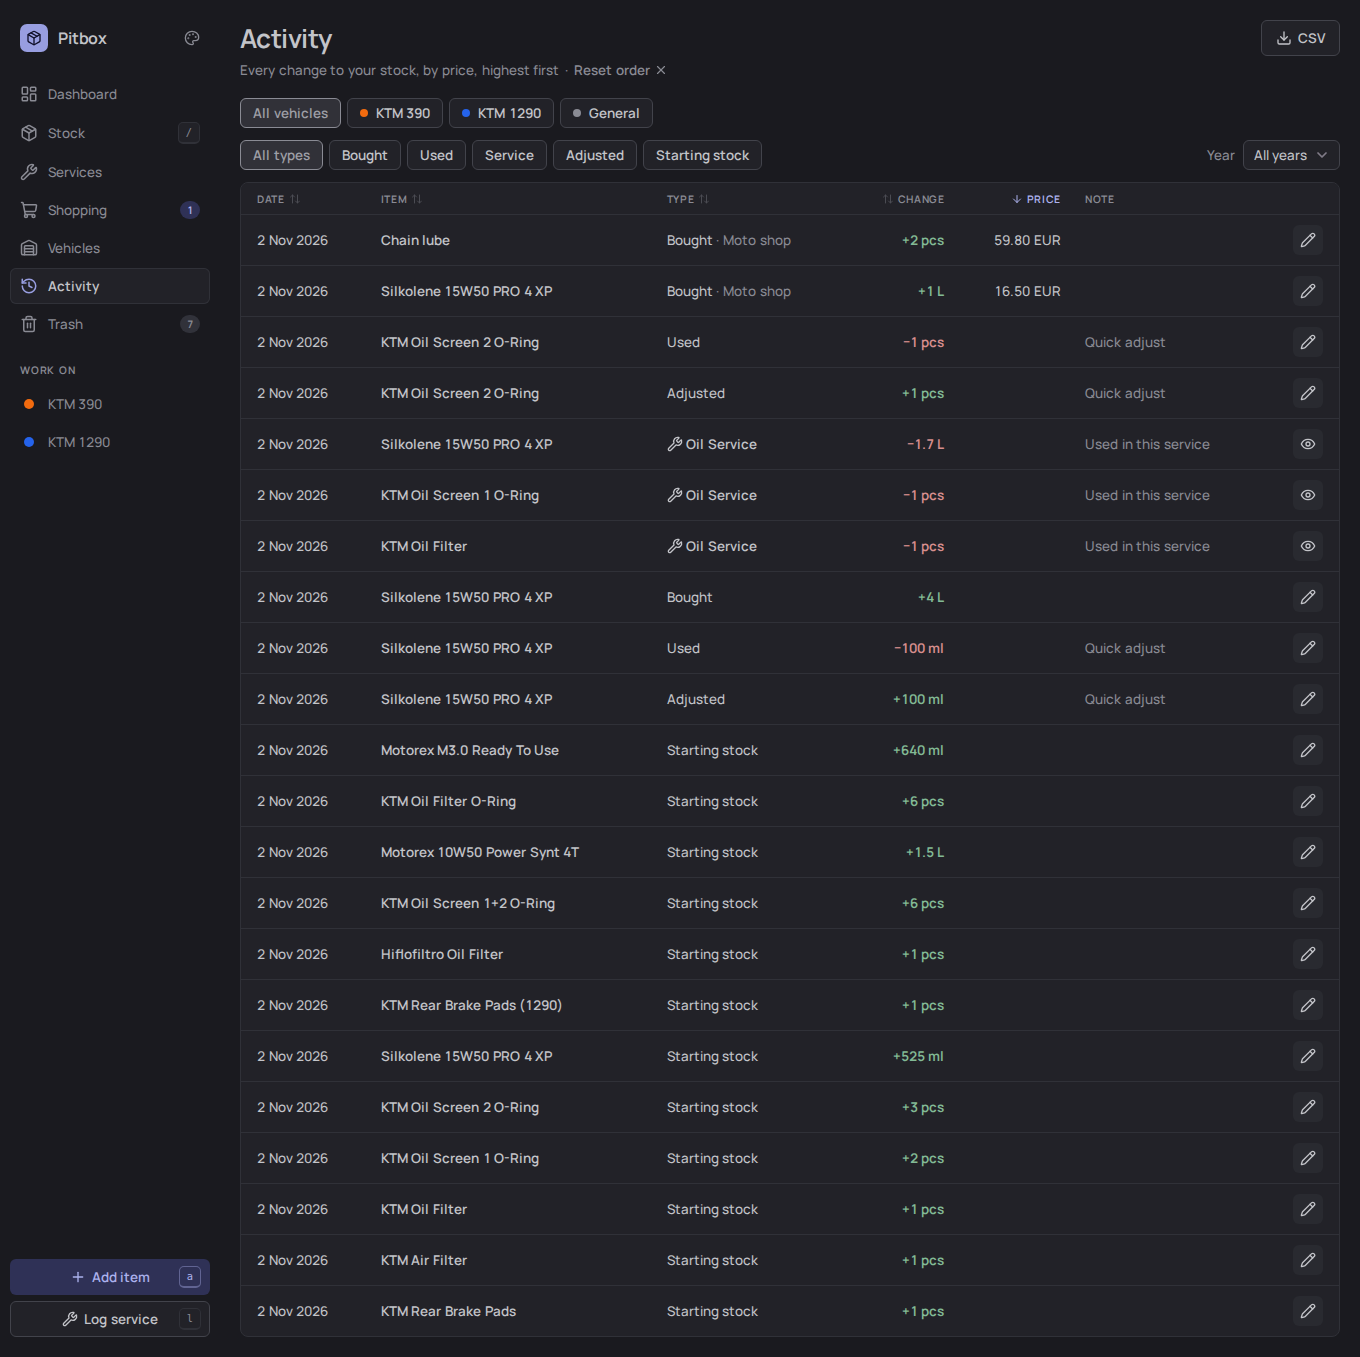 Pitbox
Dashboard
Stock /
Services
Shopping 1
Vehicles
Activity
Trash 7
WORK ON
KTM 390
KTM 1290
Add item a
Log service l
Activity
CSV
Every change to your stock, by price, highest first · Reset order
All vehicles KTM 390 KTM 1290 General
All types Bought Used Service Adjusted Starting stock Year All years
DATE ITEM TYPE CHANGE PRICE NOTE
2 Nov 2026 Chain lube Bought · Moto shop +2 pcs 59.80 EUR
2 Nov 2026 Silkolene 15W50 PRO 4 XP Bought · Moto shop +1 L 16.50 EUR
2 Nov 2026 KTM Oil Screen 2 O-Ring Used −1 pcs Quick adjust
2 Nov 2026 KTM Oil Screen 2 O-Ring Adjusted +1 pcs Quick adjust
2 Nov 2026 Silkolene 15W50 PRO 4 XP Oil Service −1.7 L Used in this service
2 Nov 2026 KTM Oil Screen 1 O-Ring Oil Service −1 pcs Used in this service
2 Nov 2026 KTM Oil Filter Oil Service −1 pcs Used in this service
2 Nov 2026 Silkolene 15W50 PRO 4 XP Bought +4 L
2 Nov 2026 Silkolene 15W50 PRO 4 XP Used −100 ml Quick adjust
2 Nov 2026 Silkolene 15W50 PRO 4 XP Adjusted +100 ml Quick adjust
2 Nov 2026 Motorex M3.0 Ready To Use Starting stock +640 ml
2 Nov 2026 KTM Oil Filter O-Ring Starting stock +6 pcs
2 Nov 2026 Motorex 10W50 Power Synt 4T Starting stock +1.5 L
2 Nov 2026 KTM Oil Screen 1+2 O-Ring Starting stock +6 pcs
2 Nov 2026 Hiflofiltro Oil Filter Starting stock +1 pcs
2 Nov 2026 KTM Rear Brake Pads (1290) Starting stock +1 pcs
2 Nov 2026 Silkolene 15W50 PRO 4 XP Starting stock +525 ml
2 Nov 2026 KTM Oil Screen 2 O-Ring Starting stock +3 pcs
2 Nov 2026 KTM Oil Screen 1 O-Ring Starting stock +2 pcs
2 Nov 2026 KTM Oil Filter Starting stock +1 pcs
2 Nov 2026 KTM Air Filter Starting stock +1 pcs
2 Nov 2026 KTM Rear Brake Pads Starting stock +1 pcs